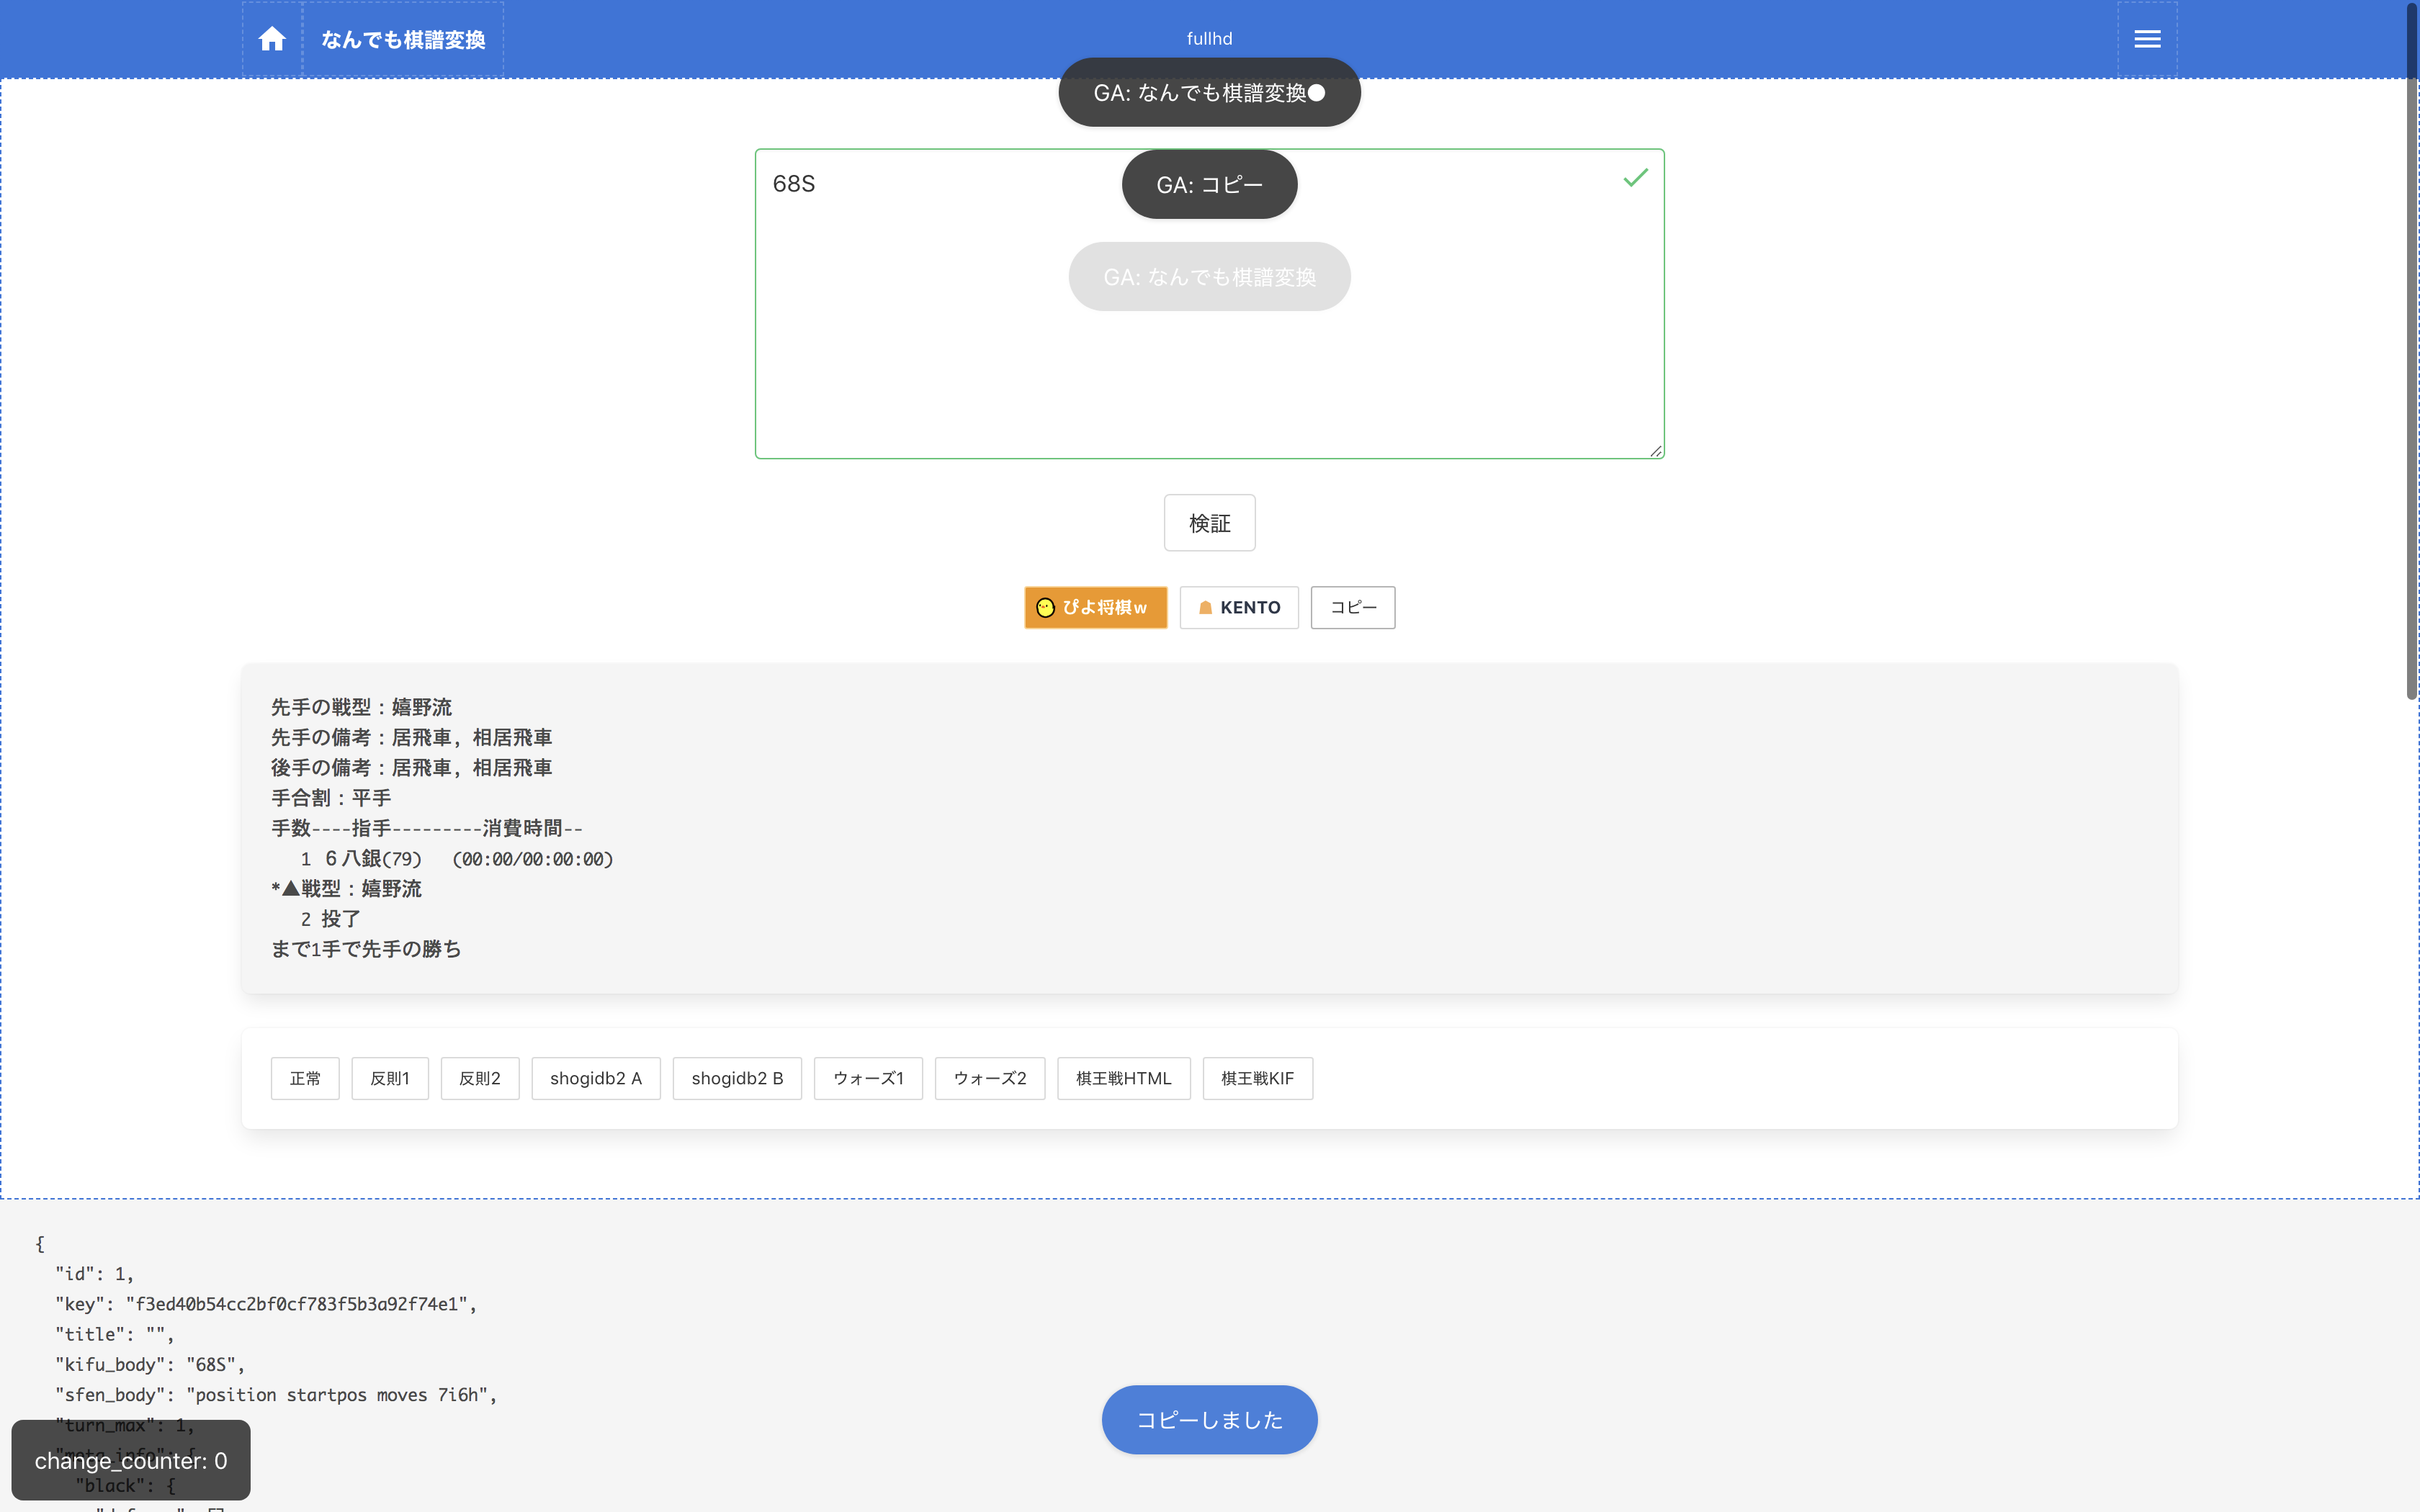 なんでも棋譜変換
fullhd
GA: なんでも棋譜変換●
68S
GA: コピー
GA: なんでも棋譜変換
検証
ぴよ将棋w
KENTO
コピー
先手の戦型：嬉野流
先手の備考：居飛車, 相居飛車
後手の備考：居飛車, 相居飛車
手合割：平手
手数----指手---------消費時間--
1 ６八銀(79) (00:00/00:00:00)
*▲戦型：嬉野流
2 投了
まで1手で先手の勝ち
正常 反則1 反則2 shogidb2 A shogidb2 B ウォーズ1 ウォーズ2 棋王戦HTML 棋王戦KIF
{
"id": 1,
"key": "f3ed40b54cc2bf0cf783f5b3a92f74e1",
"title": "",
"kifu_body": "68S",
"sfen_body": "position startpos moves 7i6h",
"turn_max": 1,
コピーしました
change_counter: 0
"black": {